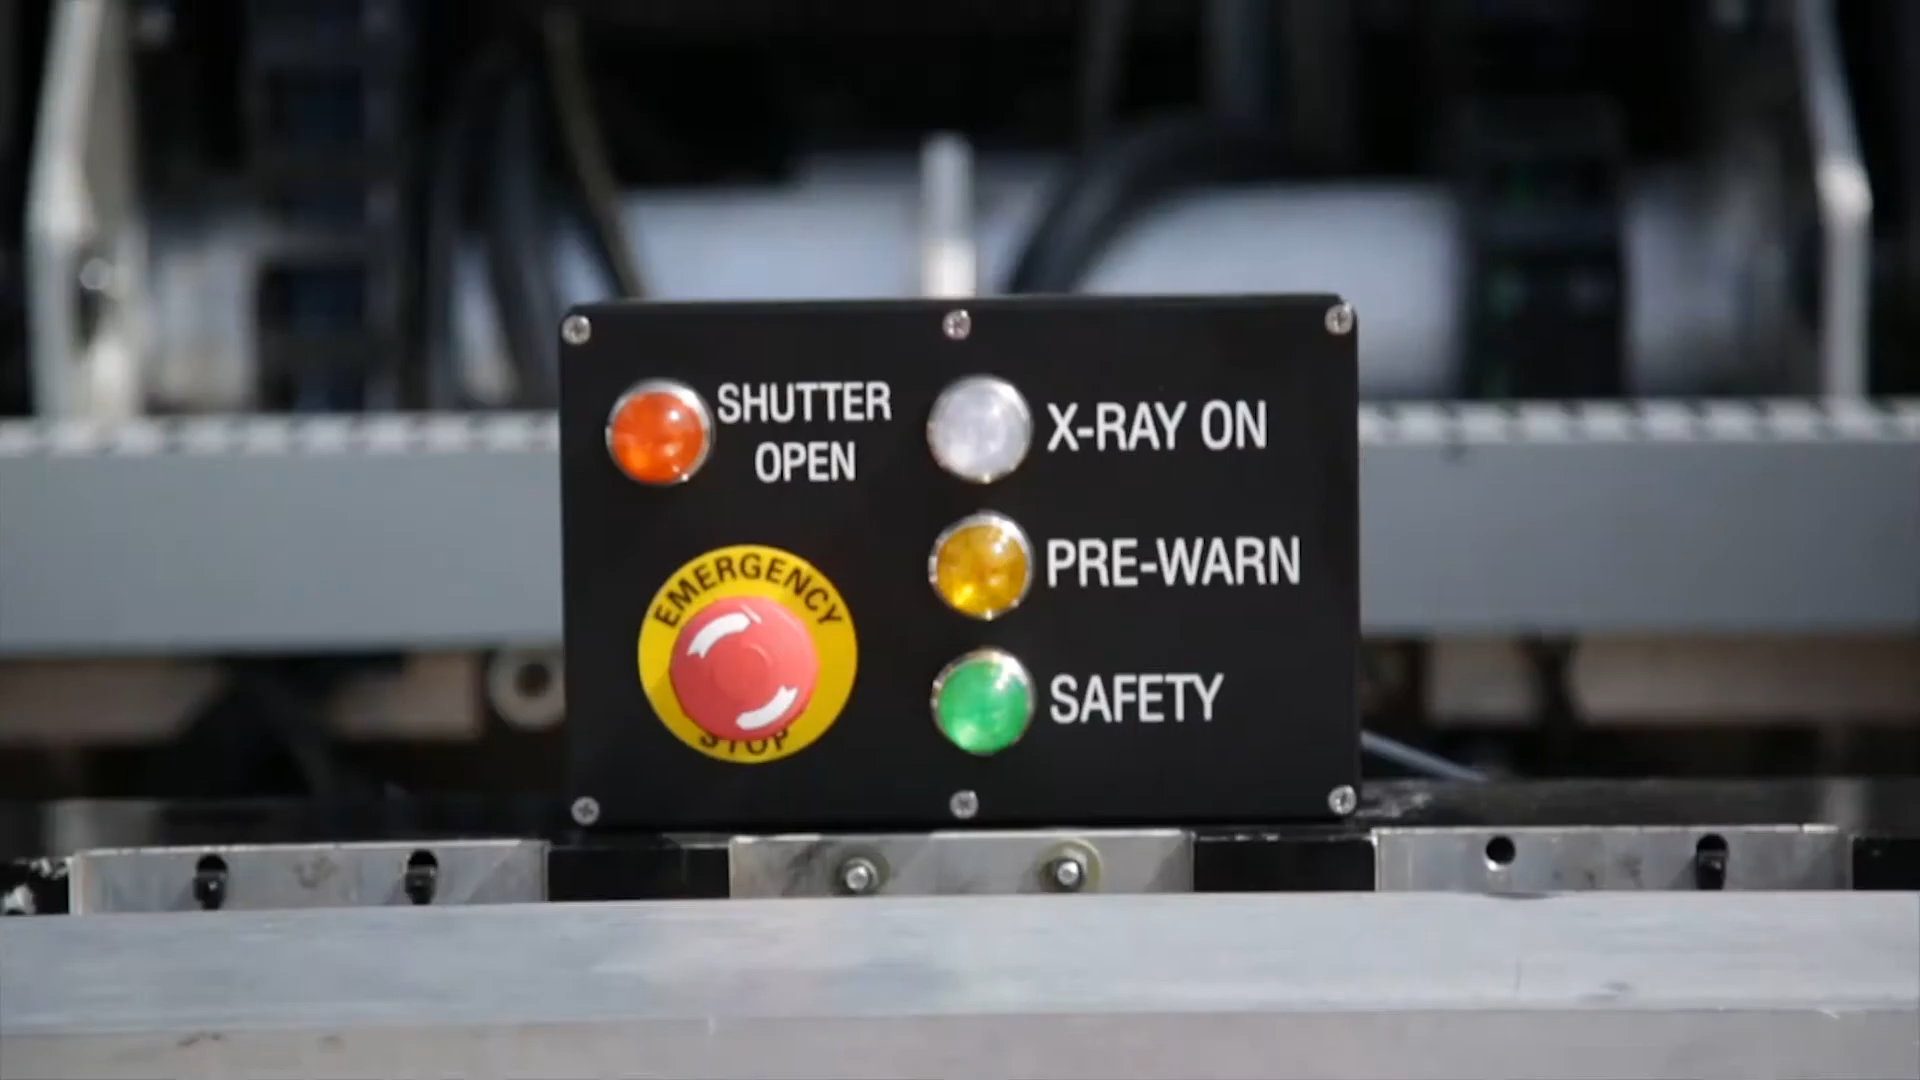 SHUTTER
OPEN
X-RAY ON
PRE-WARN
SAFETY
EMERGENCY
STOP